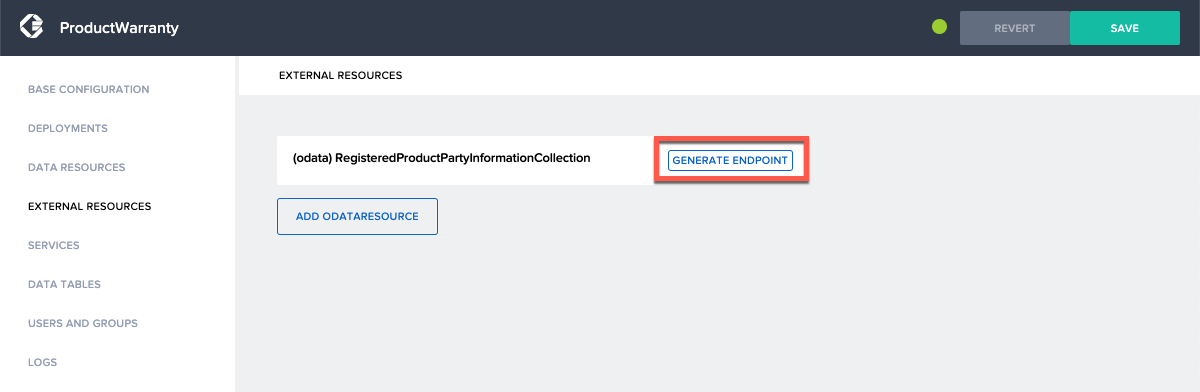 ProductWarranty
REVERT
SAVE
BASE CONFIGURATION
DEPLOYMENTS
DATA RESOURCES
EXTERNAL RESOURCES
SERVICES
DATA TABLES
USERS AND GROUPS
LOGS
EXTERNAL RESOURCES
(odata) RegisteredProductPartyInformationCollection
GENERATE ENDPOINT
ADD ODATARESOURCE